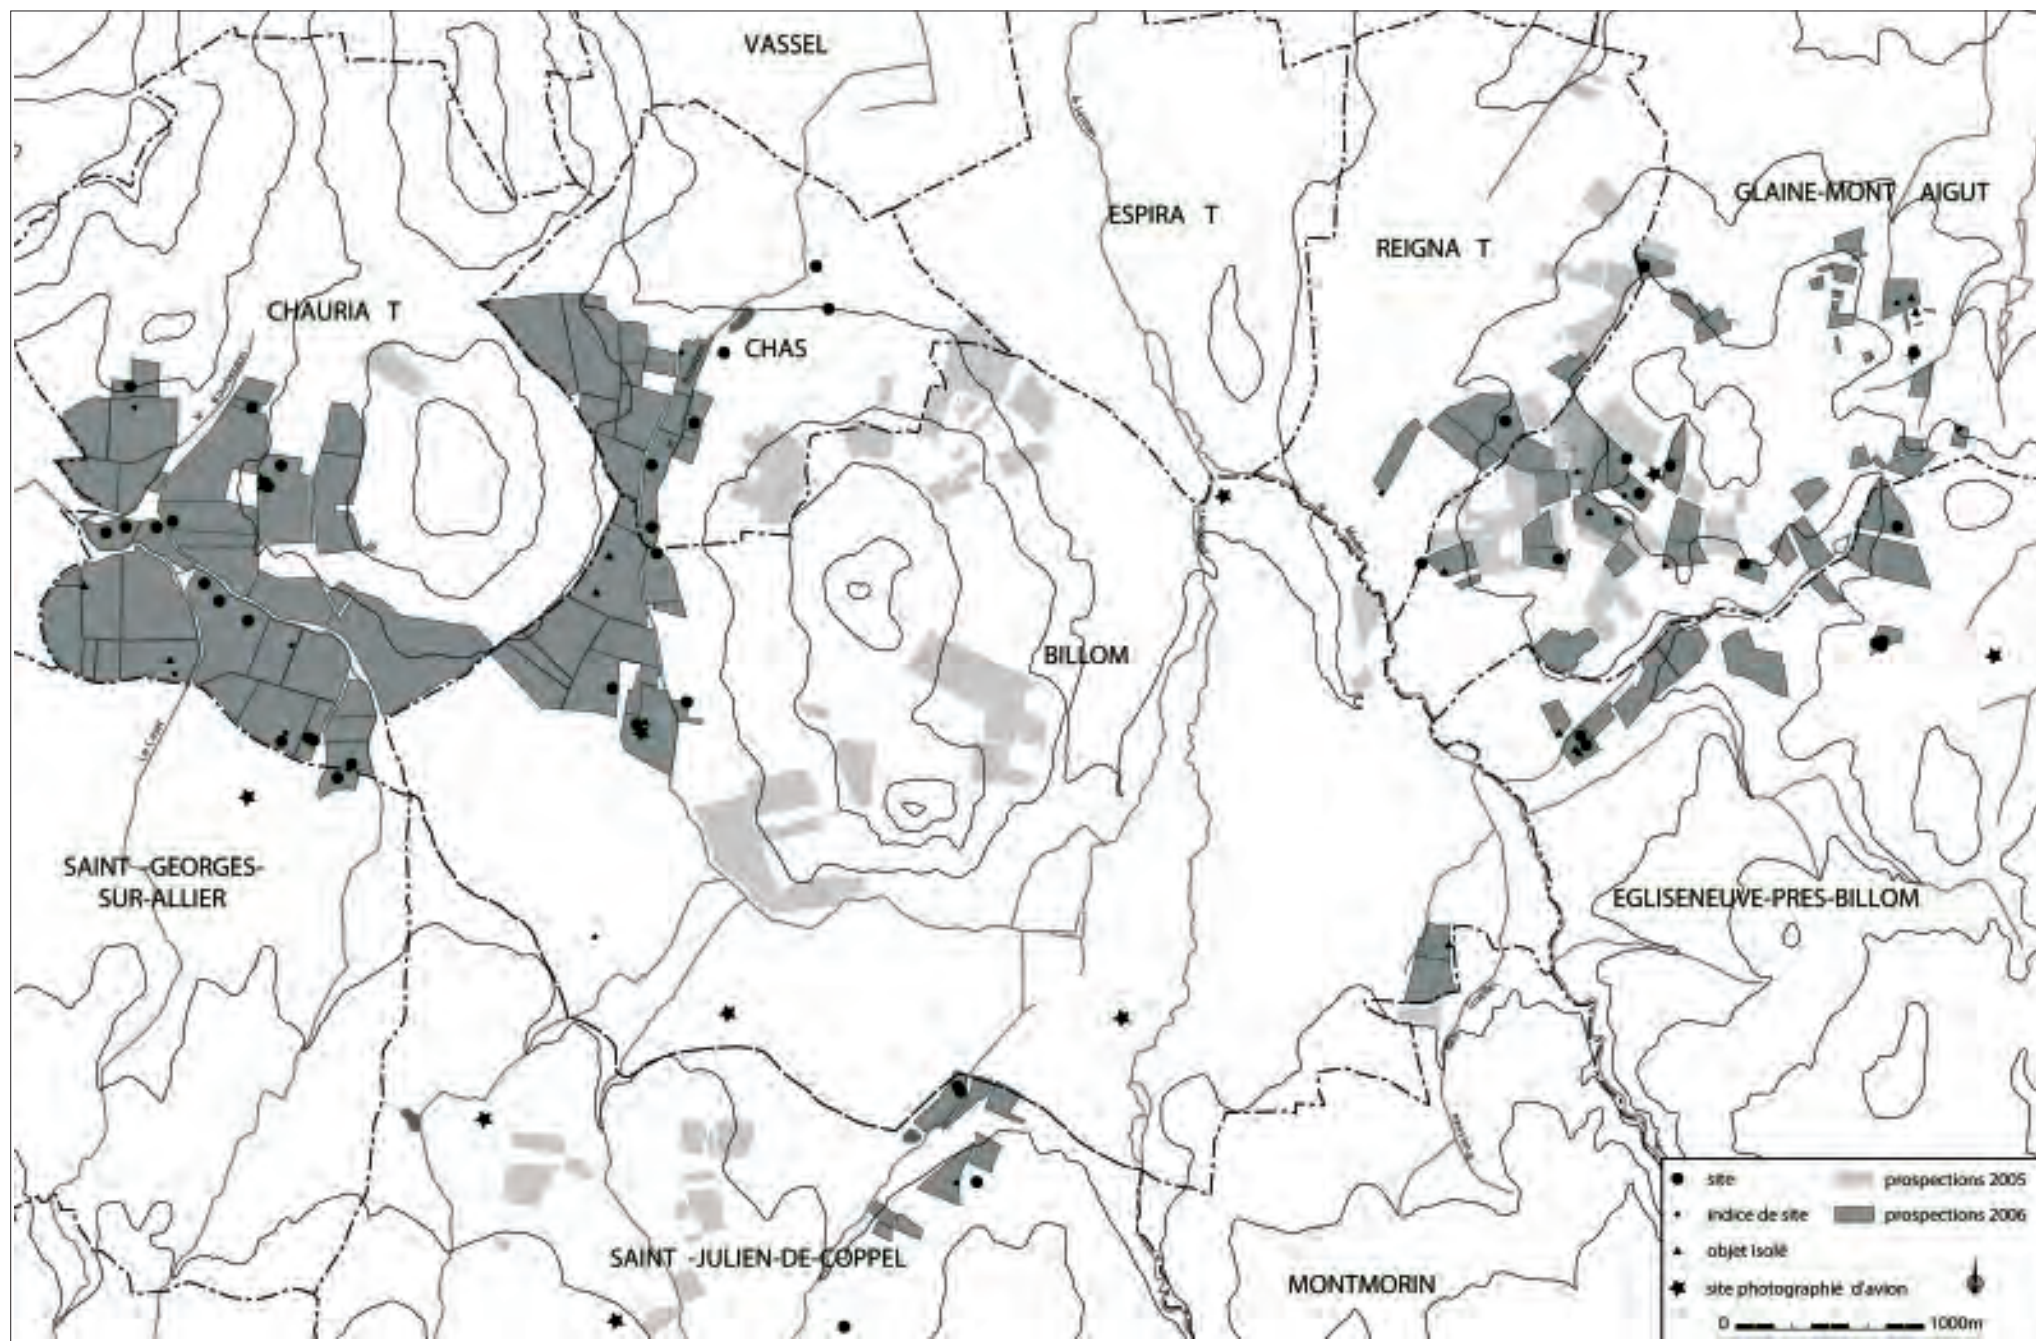 VASSEL
ESPIRA T
REIGNA T
GLAINE-MONT AIGUT
CHAURIA T
CHAS
BILLOM
SAINT -GEORGES-
SUR-ALLIER
EGLISENEUVE-PRES-BILLOM
SAINT -JULIEN-DE-COPPEL
MONTMORIN
site
prospections 2005
indice de site
prospections 2006
objet isolé
site photographié d'avion
0
1000m